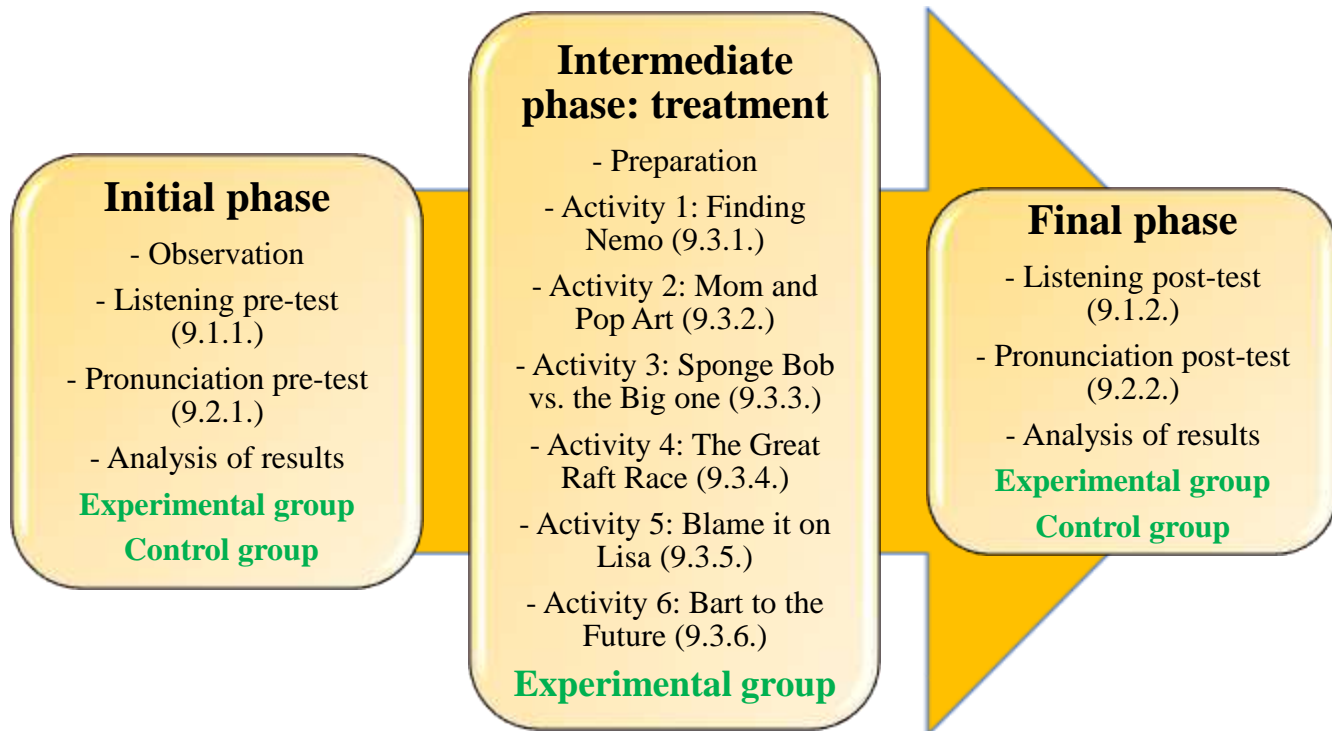 Initial phase
- Observation
- Listening pre-test
(9.1.1.)
- Pronunciation pre-test
(9.2.1.)
- Analysis of results
Experimental group
Control group
Intermediate
phase: treatment
- Preparation
- Activity 1: Finding
Nemo (9.3.1.)
- Activity 2: Mom and
Pop Art (9.3.2.)
- Activity 3: Sponge Bob
vs. the Big one (9.3.3.)
- Activity 4: The Great
Raft Race (9.3.4.)
- Activity 5: Blame it on
Lisa (9.3.5.)
- Activity 6: Bart to the
Future (9.3.6.)
Experimental group
Final phase
- Listening post-test
(9.1.2.)
- Pronunciation post-test
(9.2.2.)
- Analysis of results
Experimental group
Control group